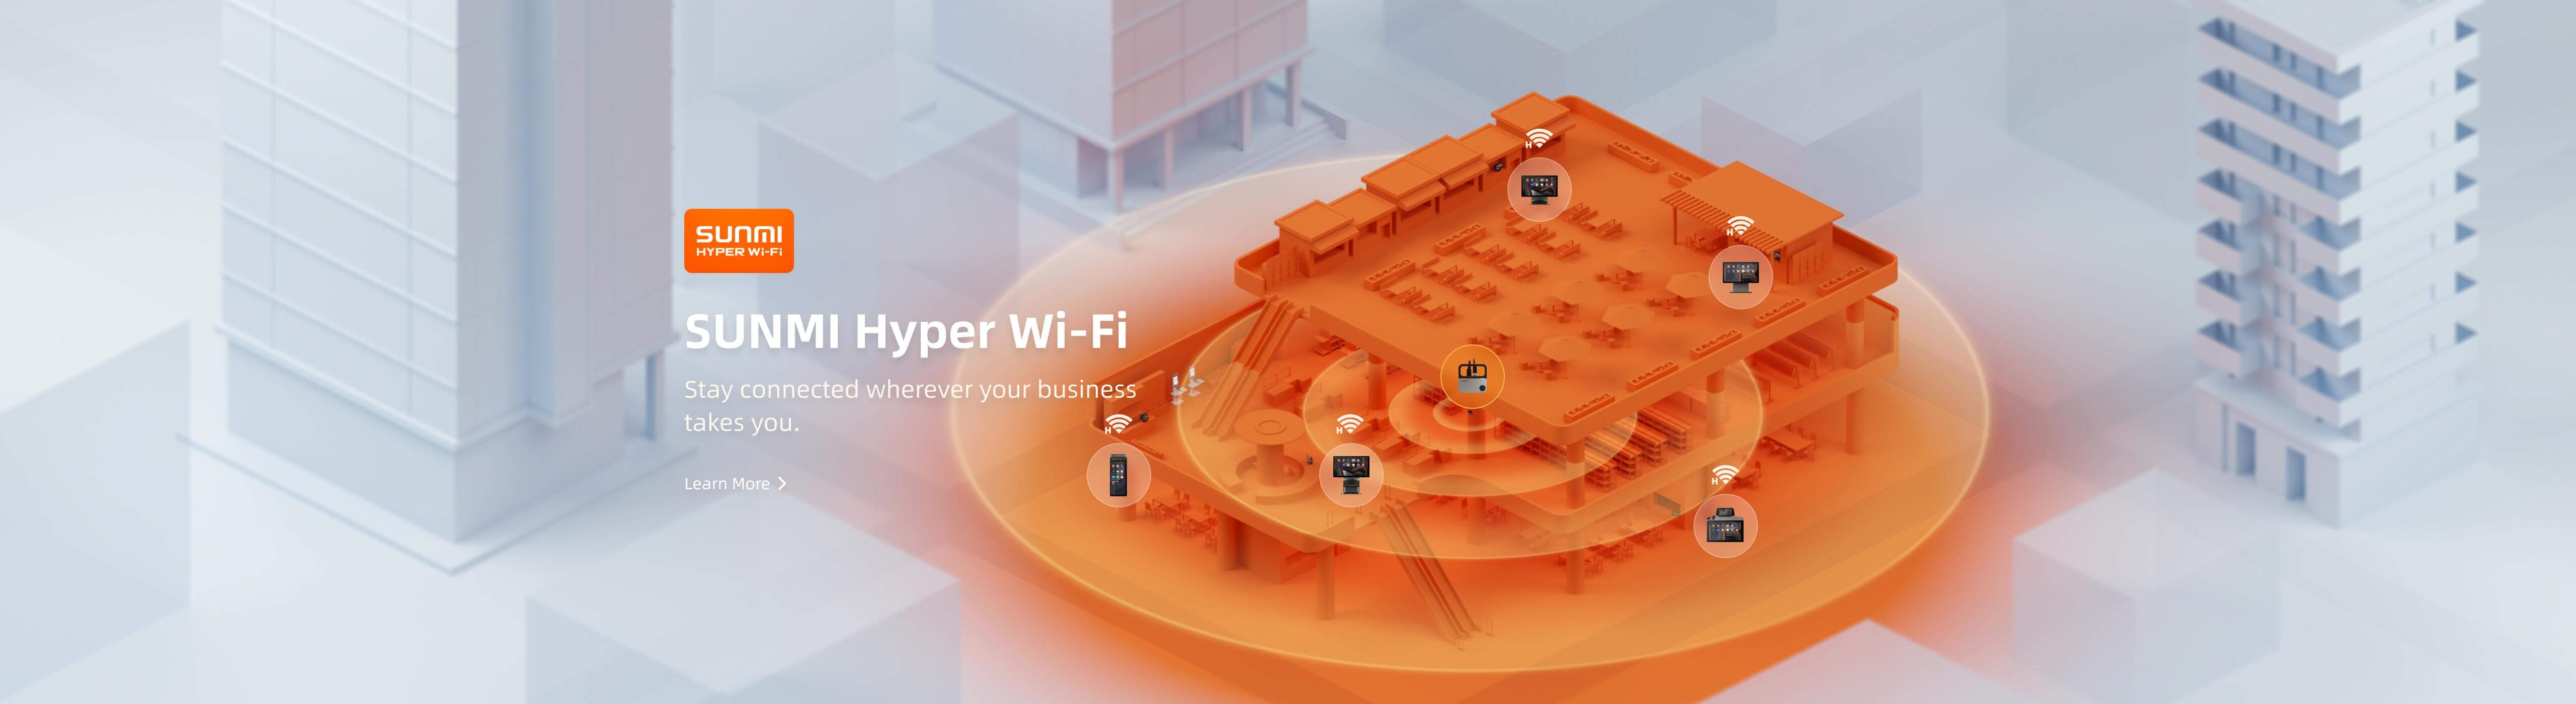 SUNMI
HYPER Wi-Fi
SUNMI Hyper Wi-Fi
Stay connected wherever your business
takes you.
Learn More
H
H
H
H
H